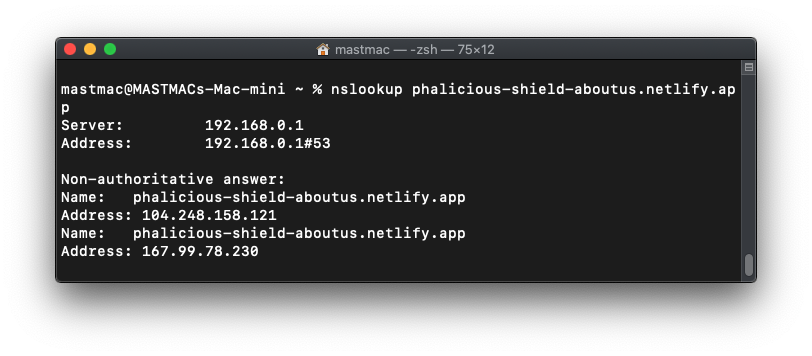 mastmac — -zsh — 75×12
mastmac@MASTMACs-Mac-mini ~ % nslookup phalicious-shield-aboutus.netlify.ap
p
Server:         192.168.0.1
Address:        192.168.0.1#53
Non-authoritative answer:
Name:   phalicious-shield-aboutus.netlify.app
Address: 104.248.158.121
Name:   phalicious-shield-aboutus.netlify.app
Address: 167.99.78.230